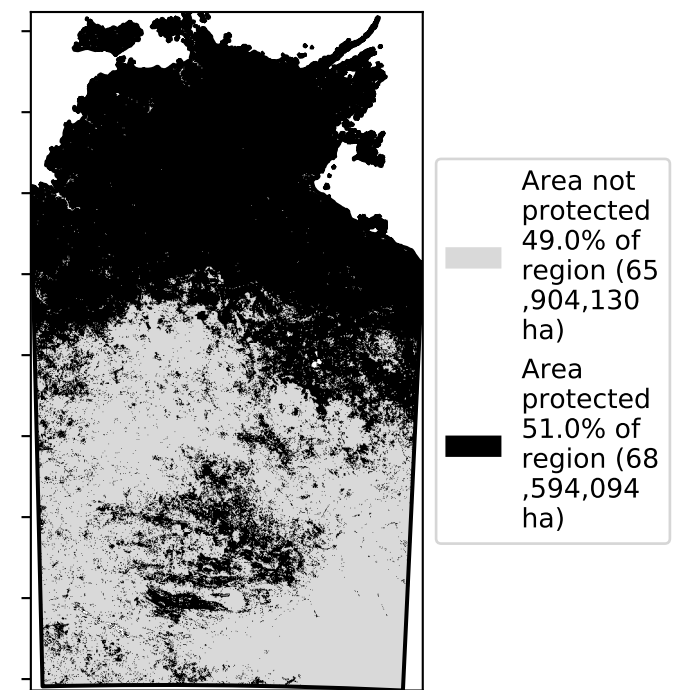 Area not
protected
49.0% of
region (65
,904,130
ha)
Area
protected
51.0% of
region (68
,594,094
ha)